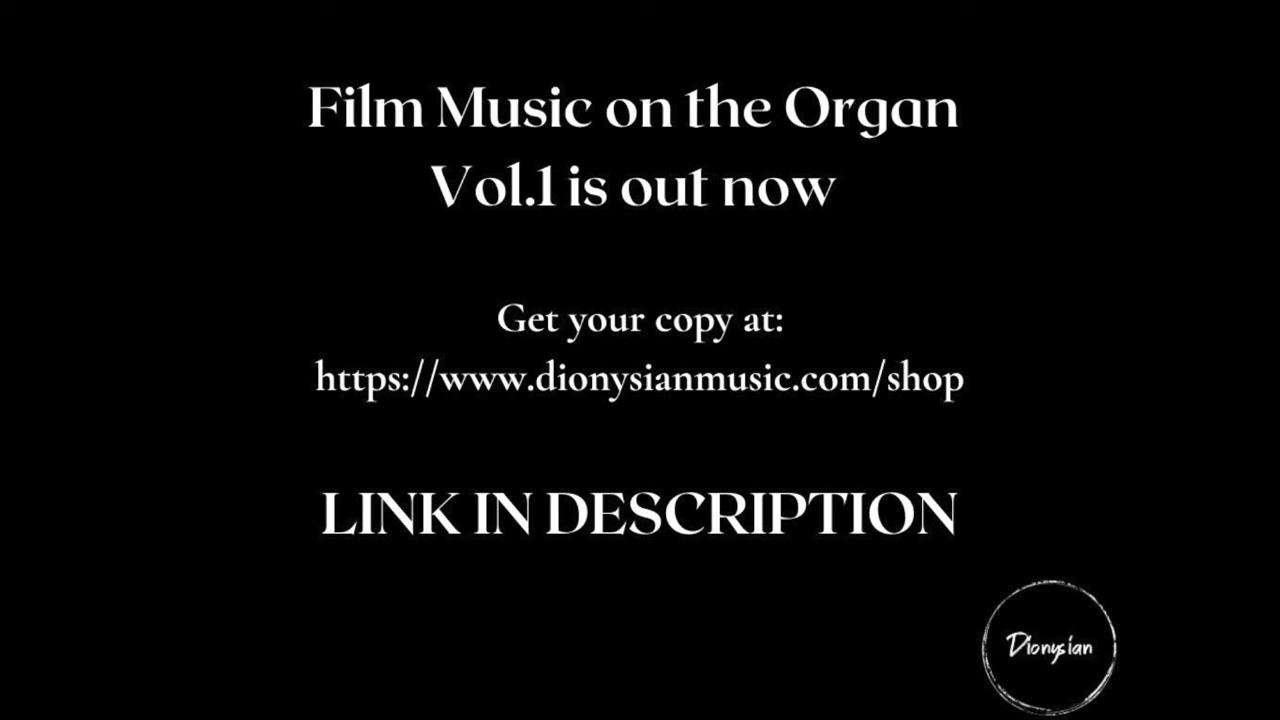 Film Music on the Organ
Vol.1 is out now
Get your copy at:
https://www.dionysianmusic.com/shop
LINK IN DESCRIPTION
Dionysian